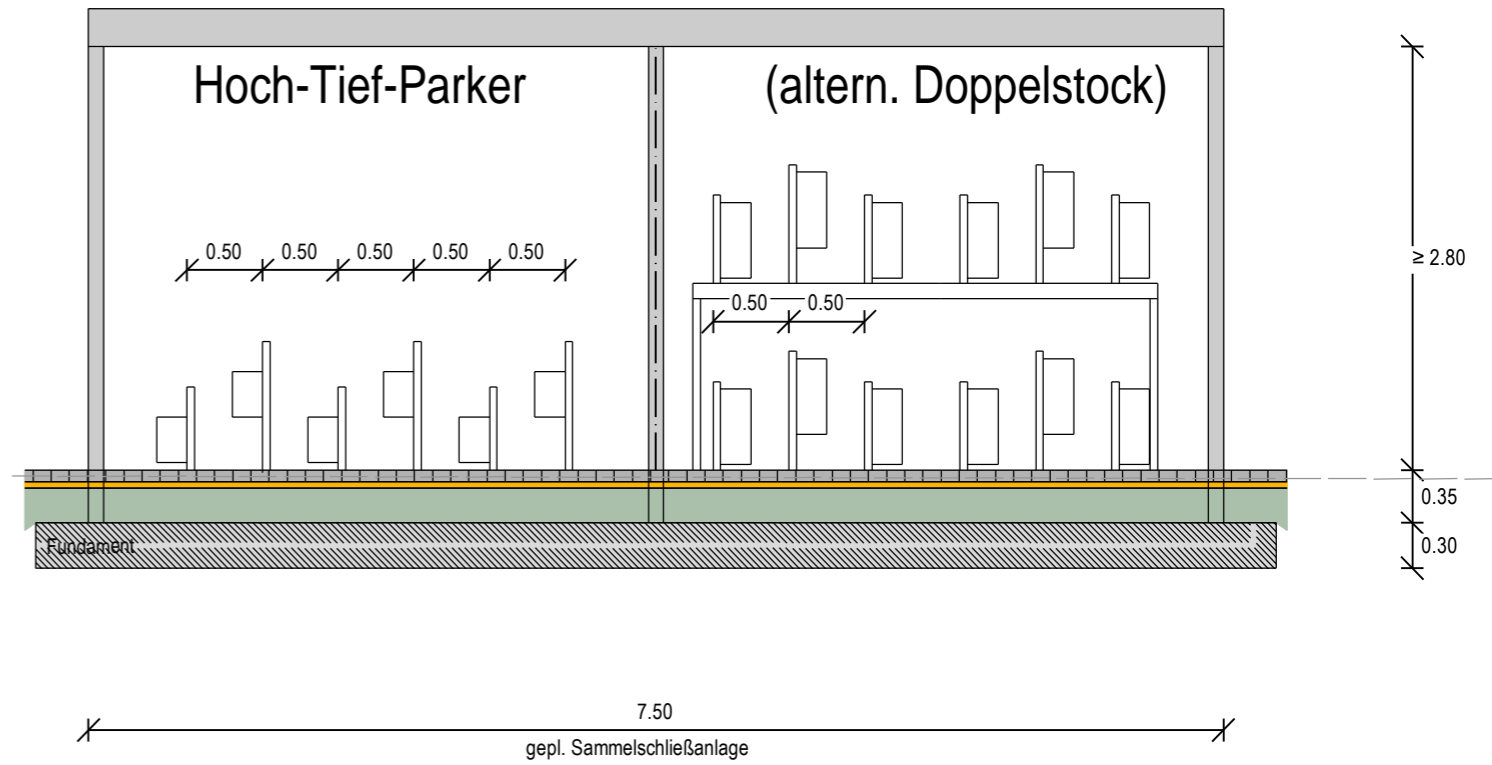 Hoch-Tief-Parker
(altern. Doppelstock)
0.50 0.50 0.50 0.50 0.50
≥ 2.80
0.50 0.50
0.35
Fundament
0.30
7.50
gepl. Sammelschließanlage